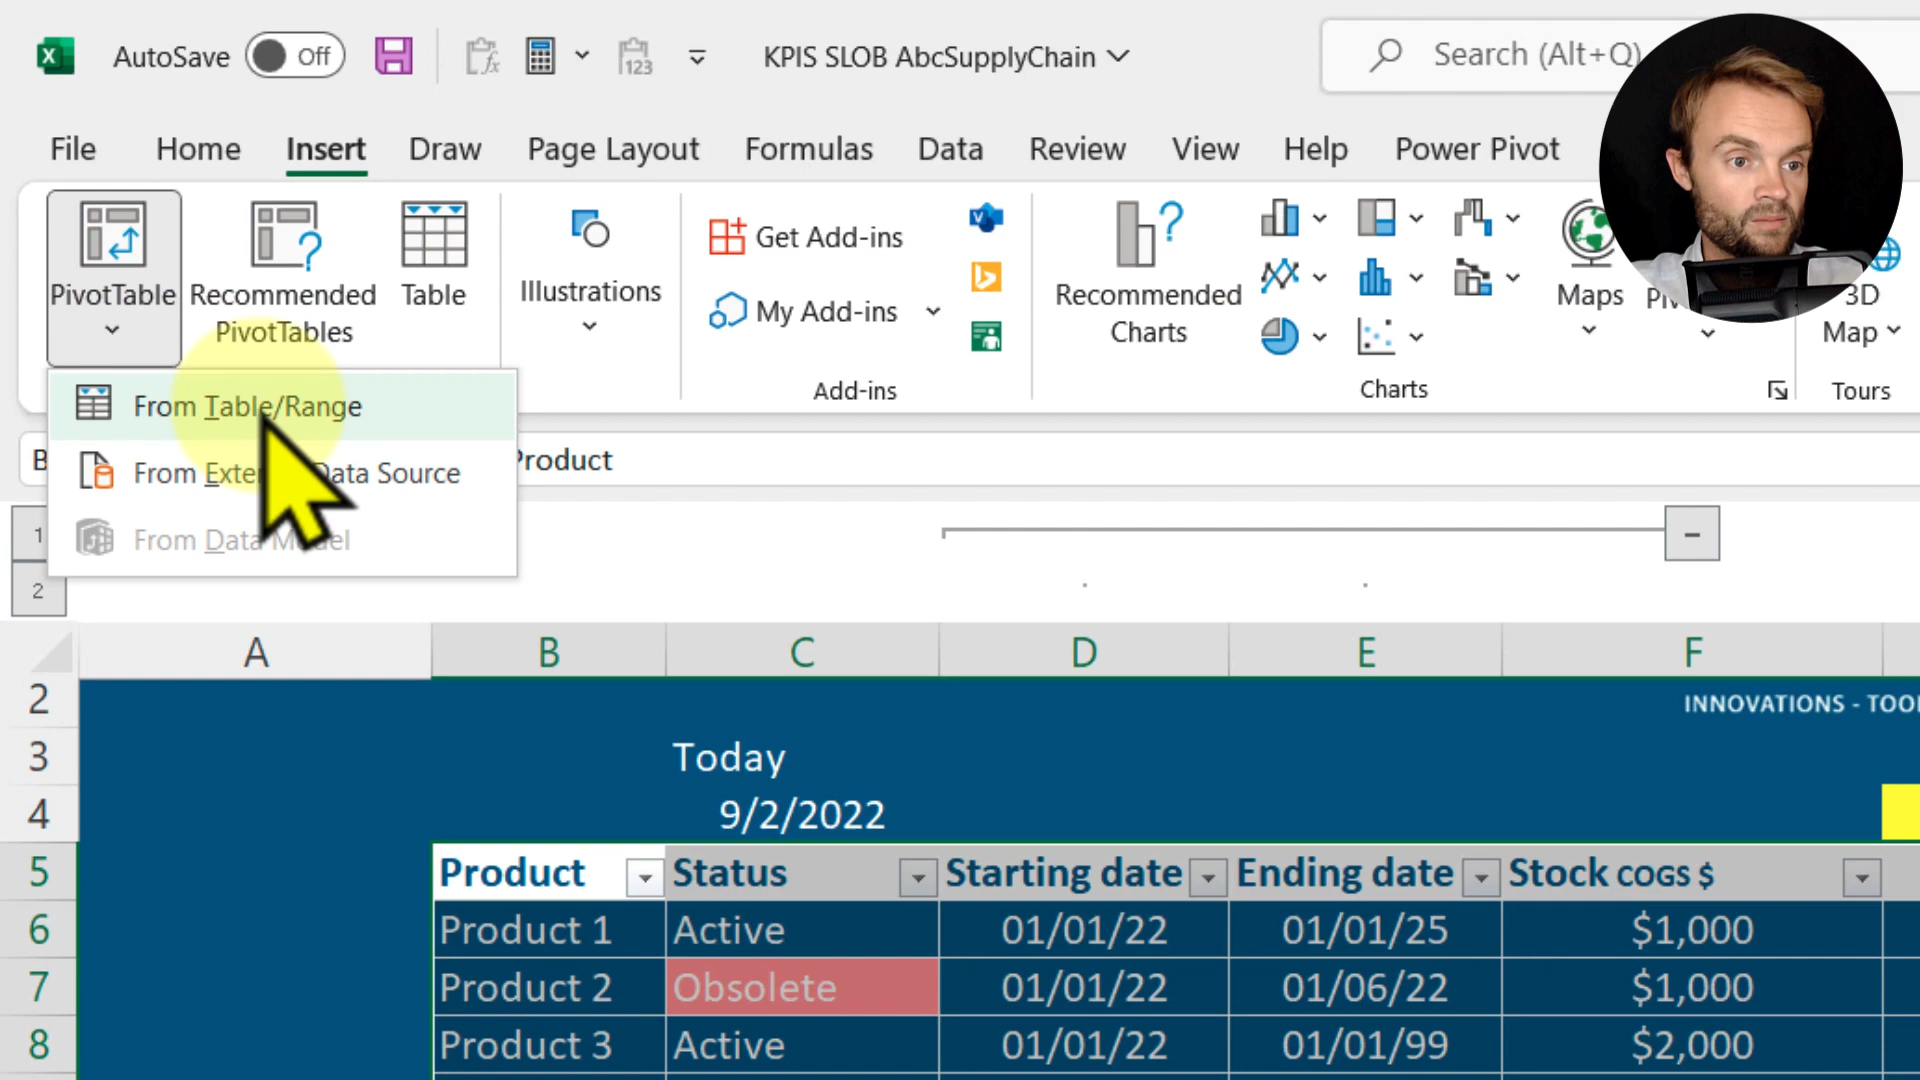 AutoSave Off KPIS SLOB AbcSupplyChain Search (Alt+Q)
File Home Insert Draw Page Layout Formulas Data Review View Help Power Pivot
PivotTable
Recommended PivotTables
Table
Illustrations
Get Add-ins
My Add-ins
Add-ins
Recommended Charts
Charts
Maps
3D Map
Tours
From Table/Range
From Data Source
From Data
Product
1
2
A B C D E F
2 INNOVATIONS -
3 Today
4 9/2/2022
5 Product Status Starting date Ending date Stock COGS $
6 Product 1 Active 01/01/22 01/01/25 $1,000
7 Product 2 Obsolete 01/01/22 01/06/22 $1,000
8 Product 3 Active 01/01/22 01/01/99 $2,000